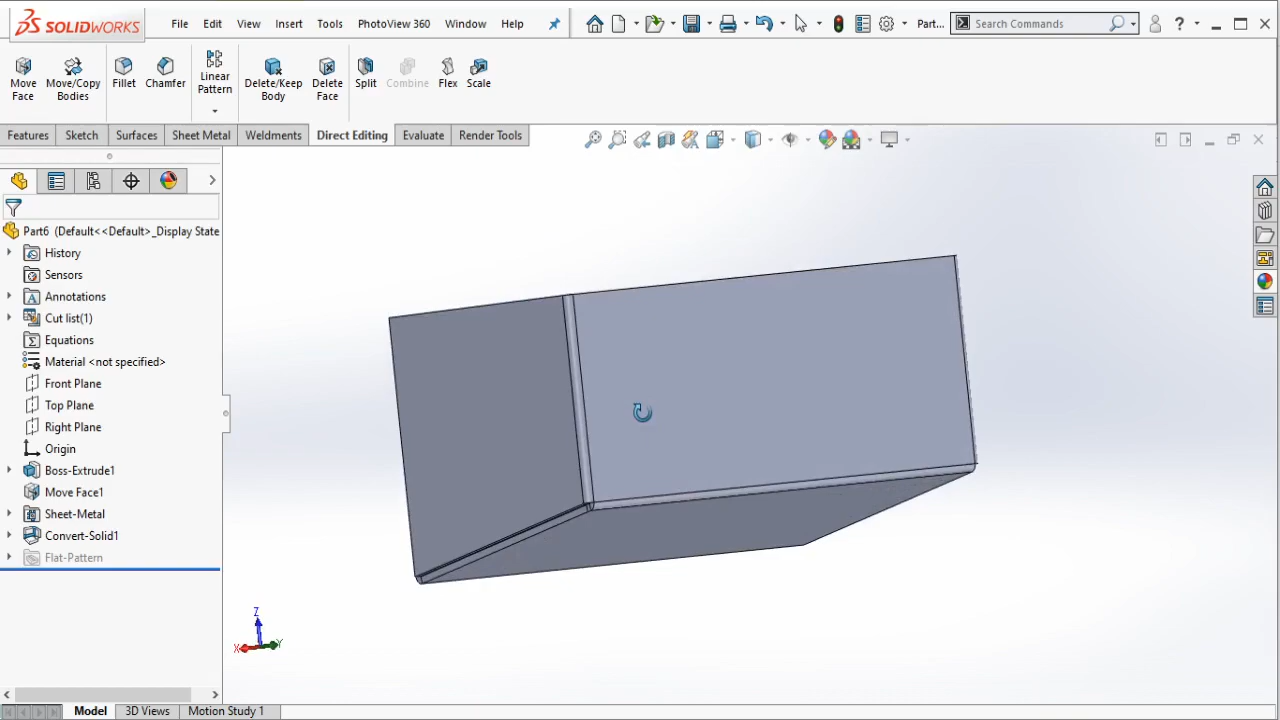 SOLIDWORKS
File Edit View Insert Tools PhotoView 360 Window Help
Part...
Search Commands
Move Face
Move/Copy Bodies
Fillet
Chamfer
Linear Pattern
Delete/Keep Body
Delete Face
Split
Combine
Flex
Scale
Features Sketch Surfaces Sheet Metal Weldments Direct Editing Evaluate Render Tools
Part6 (Default<<Default>_Display State
History
Sensors
Annotations
Cut list(1)
Equations
Material <not specified>
Front Plane
Top Plane
Right Plane
Origin
Boss-Extrude1
Move Face1
Sheet-Metal
Convert-Solid1
Flat-Pattern
Z
X
Y
Model 3D Views Motion Study 1